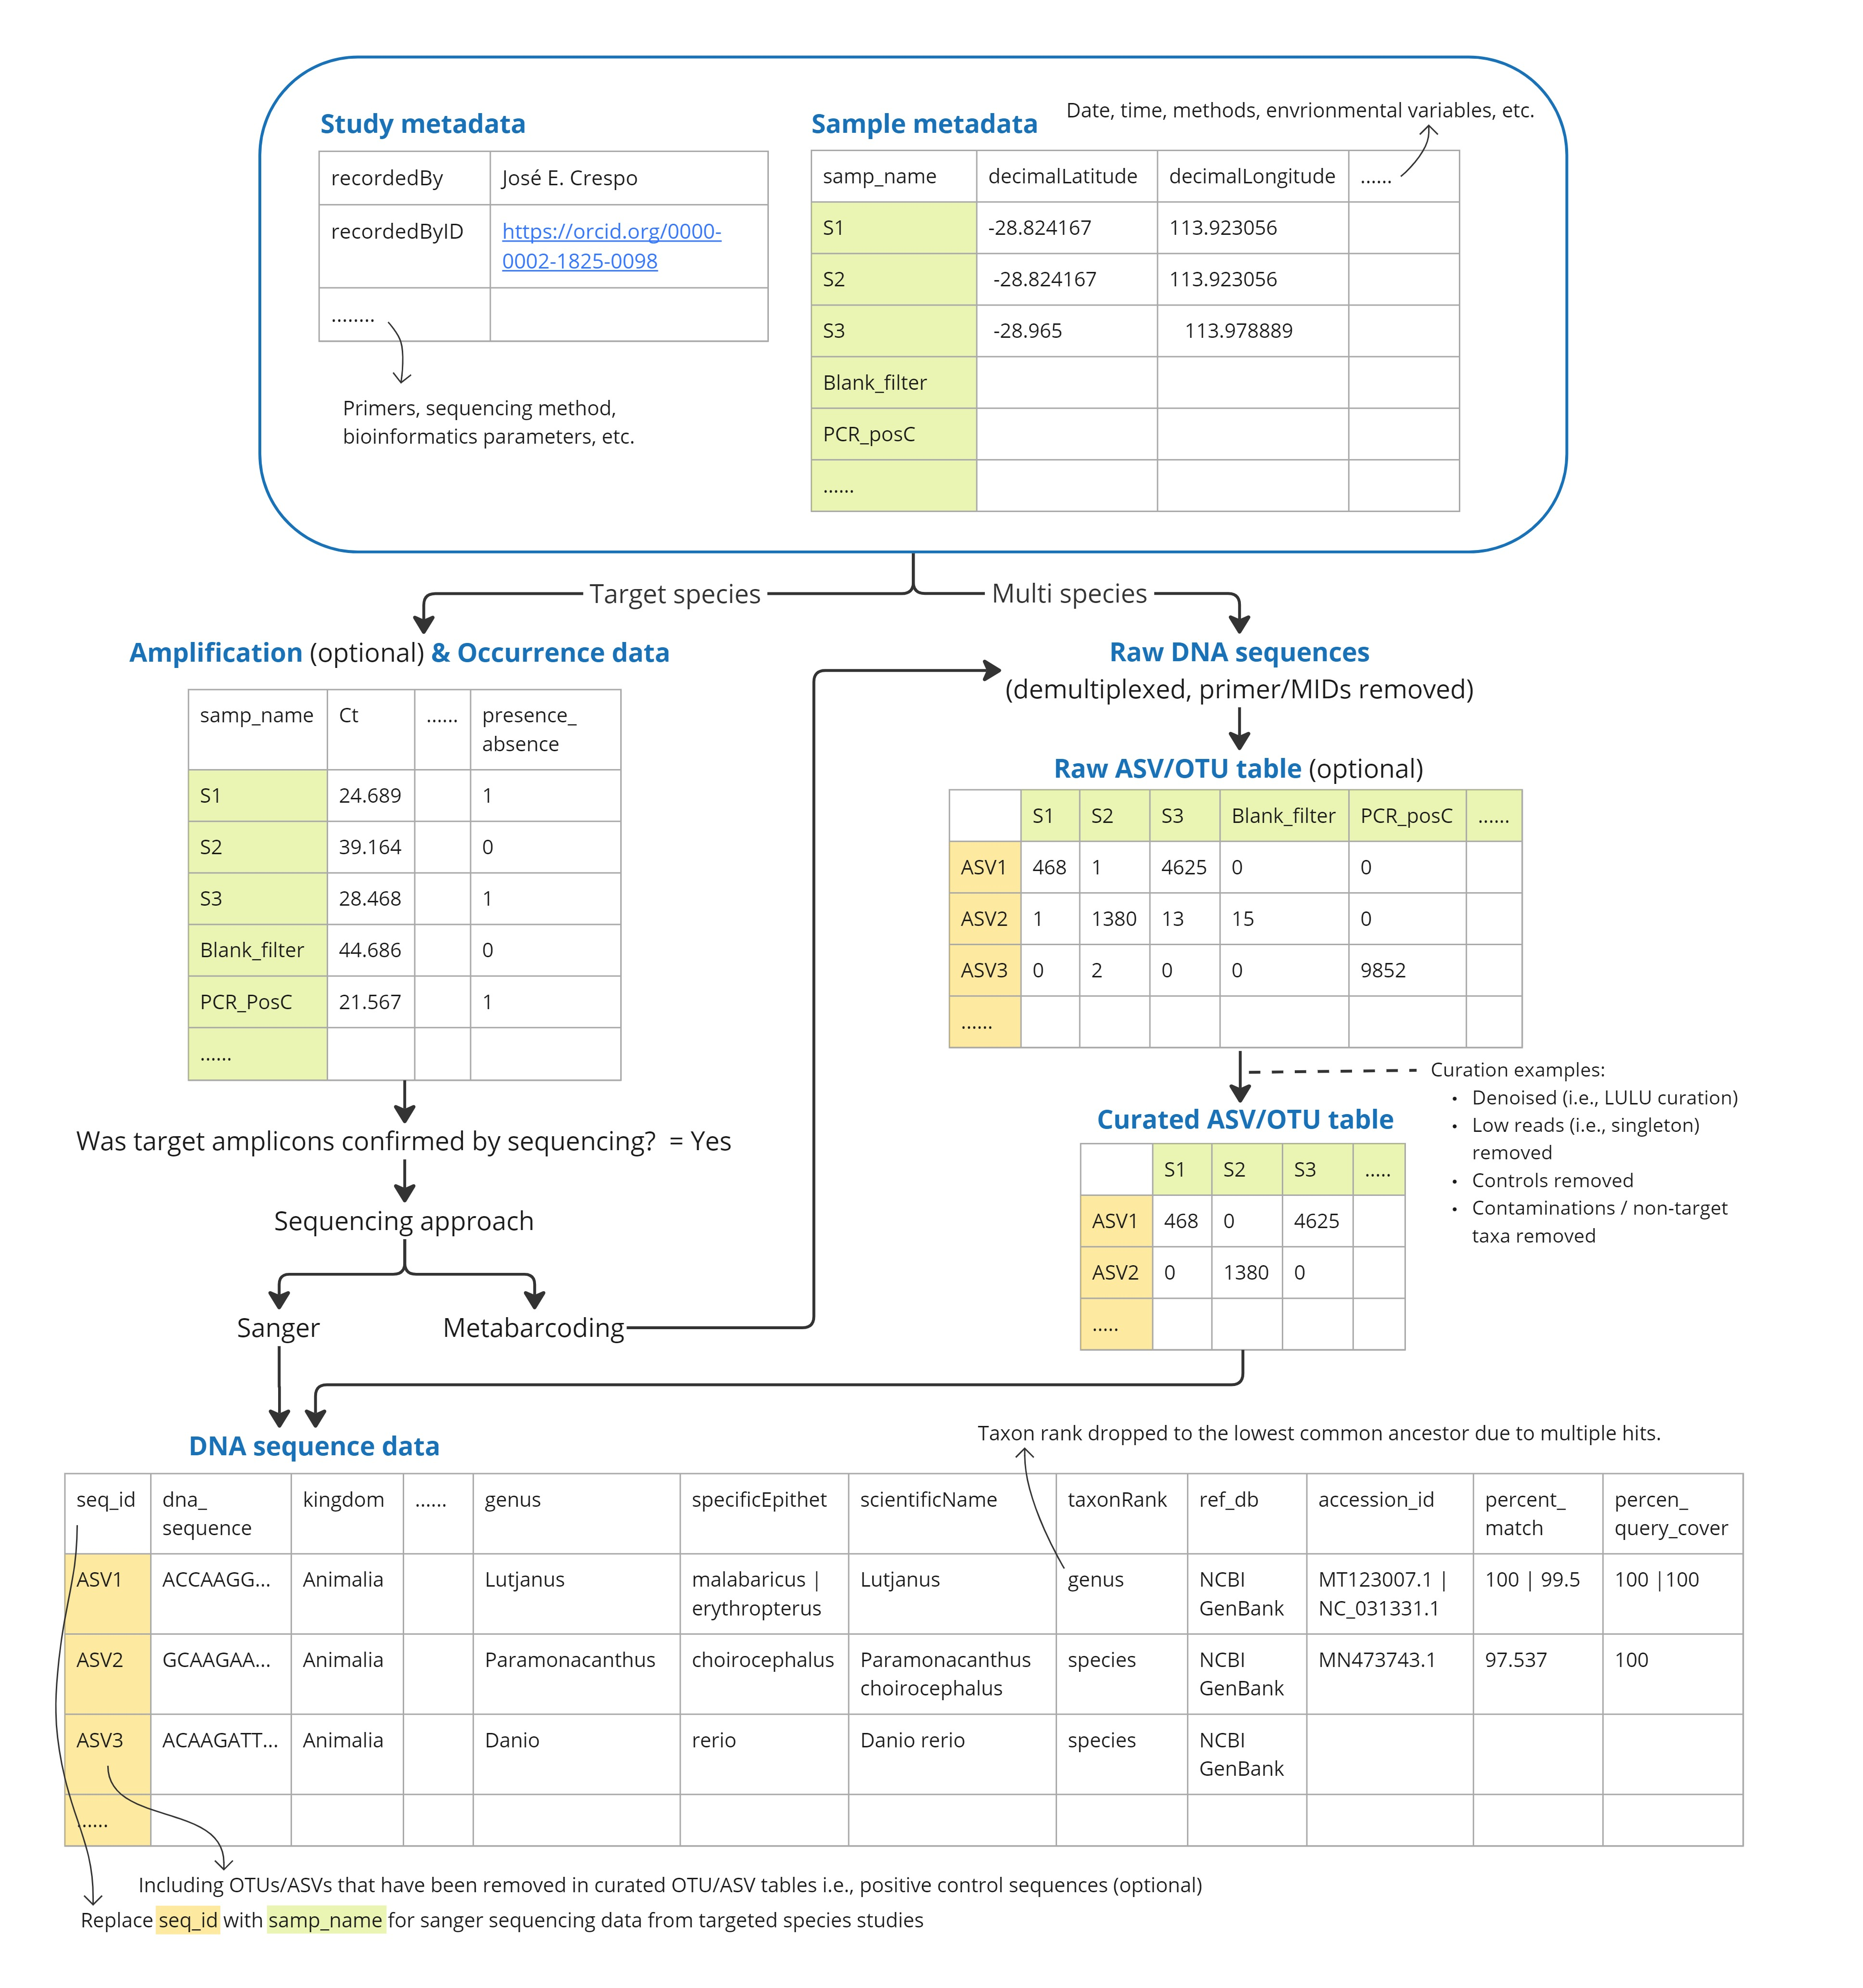 Study metadata
recordedBy José E. Crespo
recordedByID https://orcid.org/0000-
0002-1825-0098
........
Primers, sequencing method,
bioinformatics parameters, etc.
Date, time, methods, envrionmental variables, etc.
Sample metadata
samp_name decimalLatitude decimalLongitude ......
S1 -28.824167 113.923056
S2 -28.824167 113.923056
S3 -28.965 113.978889
Blank_filter
PCR_posC
......
Target species
Multi species
Amplification (optional) & Occurrence data
samp_name Ct ...... presence_
absence
S1 24.689 1
S2 39.164 0
S3 28.468 1
Blank_filter 44.686 0
PCR_PosC 21.567 1
......
Was target amplicons confirmed by sequencing? = Yes
Sequencing approach
Sanger
Metabarcoding
Raw DNA sequences
(demultiplexed, primer/MIDs removed)
Raw ASV/OTU table (optional)
S1 S2 S3 Blank_filter PCR_posC ......
ASV1 468 1 4625 0 0
ASV2 1 1380 13 15 0
ASV3 0 2 0 0 9852
......
Curation examples:
• Denoised (i.e., LULU curation)
• Low reads (i.e., singleton)
removed
• Controls removed
• Contaminations / non-target
taxa removed
Curated ASV/OTU table
S1 S2 S3 .....
ASV1 468 0 4625
ASV2 0 1380 0
.....
DNA sequence data
Taxon rank dropped to the lowest common ancestor due to multiple hits.
seq_id dna_ kingdom ...... genus specificEpithet scientificName taxonRank ref_db accession_id percent_ percen_
sequence match query_cover
ASV1 ACCAAGG... Animalia Lutjanus malabaricus | Lutjanus genus NCBI MT123007.1 | 100 | 99.5 100 |100
erythropterus GenBank NC_031331.1
ASV2 GCAAGAA... Animalia Paramonacanthus choirocephalus Paramonacanthus species NCBI MN473743.1 97.537 100
choirocephalus GenBank
ASV3 ACAAGATT... Animalia Danio rerio Danio rerio species NCBI
GenBank
......
Including OTUs/ASVs that have been removed in curated OTU/ASV tables i.e., positive control sequences (optional)
Replace seq_id with samp_name for sanger sequencing data from targeted species studies